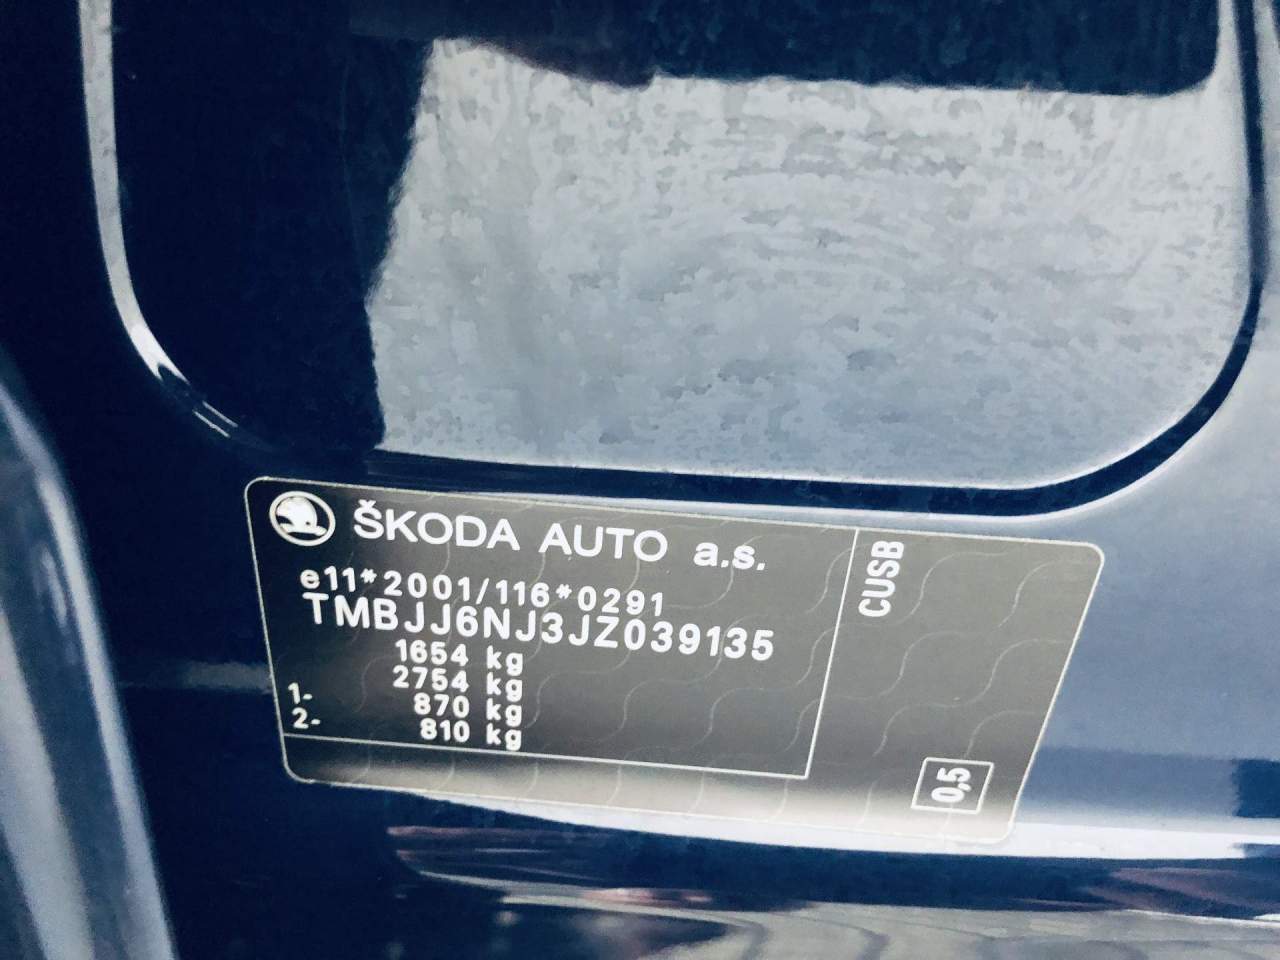 ŠKODA AUTO a.s.
e11*2001/116*0291
TMBJJ6NJ3JZ039135
1654 kg
2754 kg
1- 870 kg
2- 810 kg
CUSB
0,5